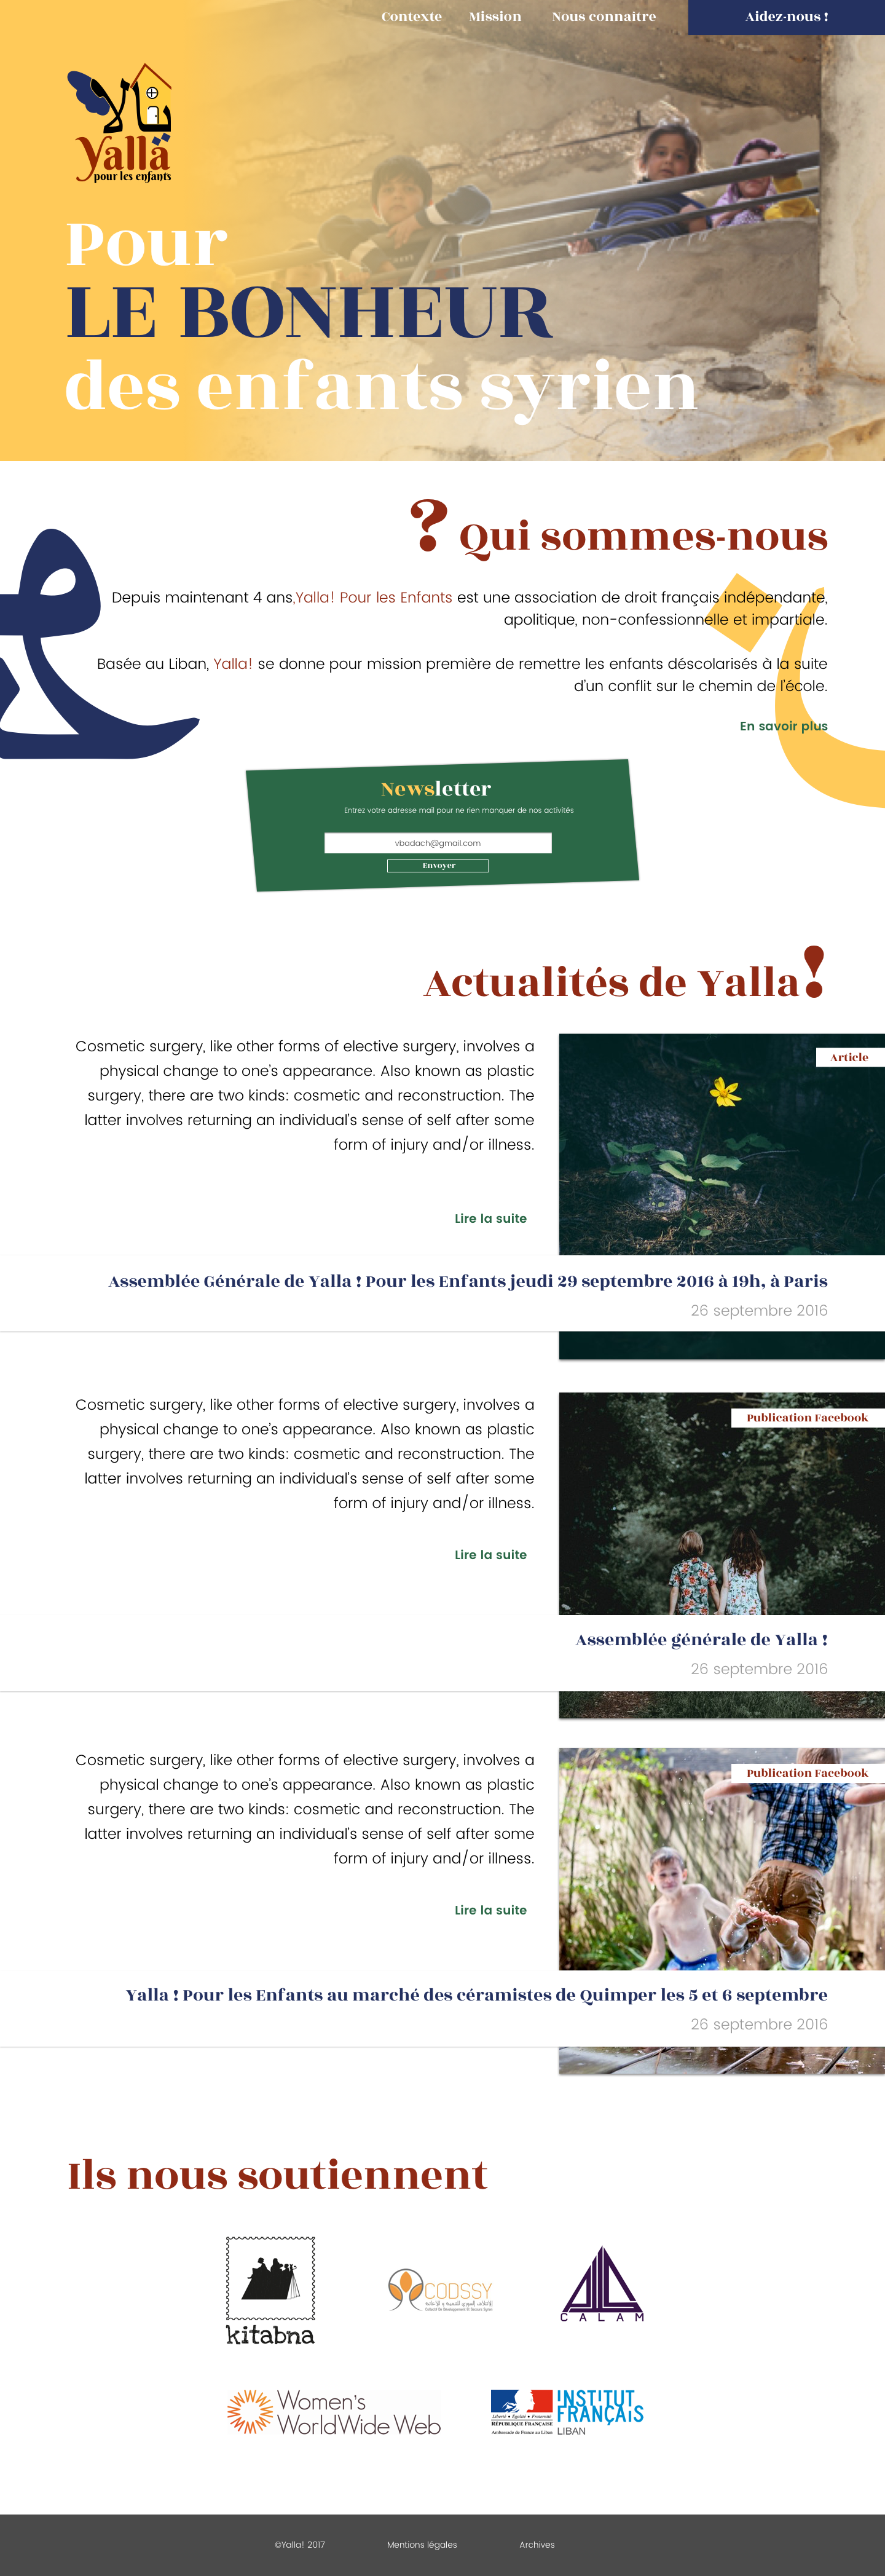 Contexte Mission Nous connaître Aidez-nous !
يالا
Yalla
pour les enfants
Pour
LE BONHEUR
des enfants syrien
? Qui sommes-nous
Depuis maintenant 4 ans,Yalla! Pour les Enfants est une association de droit français indépendante,
apolitique, non-confessionnelle et impartiale.
Basée au Liban, Yalla! se donne pour mission première de remettre les enfants déscolarisés à la suite
d'un conflit sur le chemin de l'école.
En savoir plus
Newsletter
Entrez votre adresse mail pour ne rien manquer de nos activités
vbadach@gmail.com
Envoyer
Actualités de Yalla!
Cosmetic surgery, like other forms of elective surgery, involves a
physical change to one's appearance. Also known as plastic
surgery, there are two kinds: cosmetic and reconstruction. The
latter involves returning an individual's sense of self after some
form of injury and/or illness.
Lire la suite
Article
Assemblée Générale de Yalla ! Pour les Enfants jeudi 29 septembre 2016 à 19h, à Paris
26 septembre 2016
Cosmetic surgery, like other forms of elective surgery, involves a
physical change to one's appearance. Also known as plastic
surgery, there are two kinds: cosmetic and reconstruction. The
latter involves returning an individual's sense of self after some
form of injury and/or illness.
Lire la suite
Publication Facebook
Assemblée générale de Yalla !
26 septembre 2016
Cosmetic surgery, like other forms of elective surgery, involves a
physical change to one's appearance. Also known as plastic
surgery, there are two kinds: cosmetic and reconstruction. The
latter involves returning an individual's sense of self after some
form of injury and/or illness.
Lire la suite
Publication Facebook
Yalla ! Pour les Enfants au marché des céramistes de Quimper les 5 et 6 septembre
26 septembre 2016
Ils nous soutiennent
kitabna
CODSSY
CALAM
Women's
WorldWide Web
Liberté • Égalité • Fraternité
RÉPUBLIQUE FRANÇAISE
Ambassade de France au Liban
INSTITUT
FRANÇAIS
LIBAN
©Yalla! 2017 Mentions légales Archives